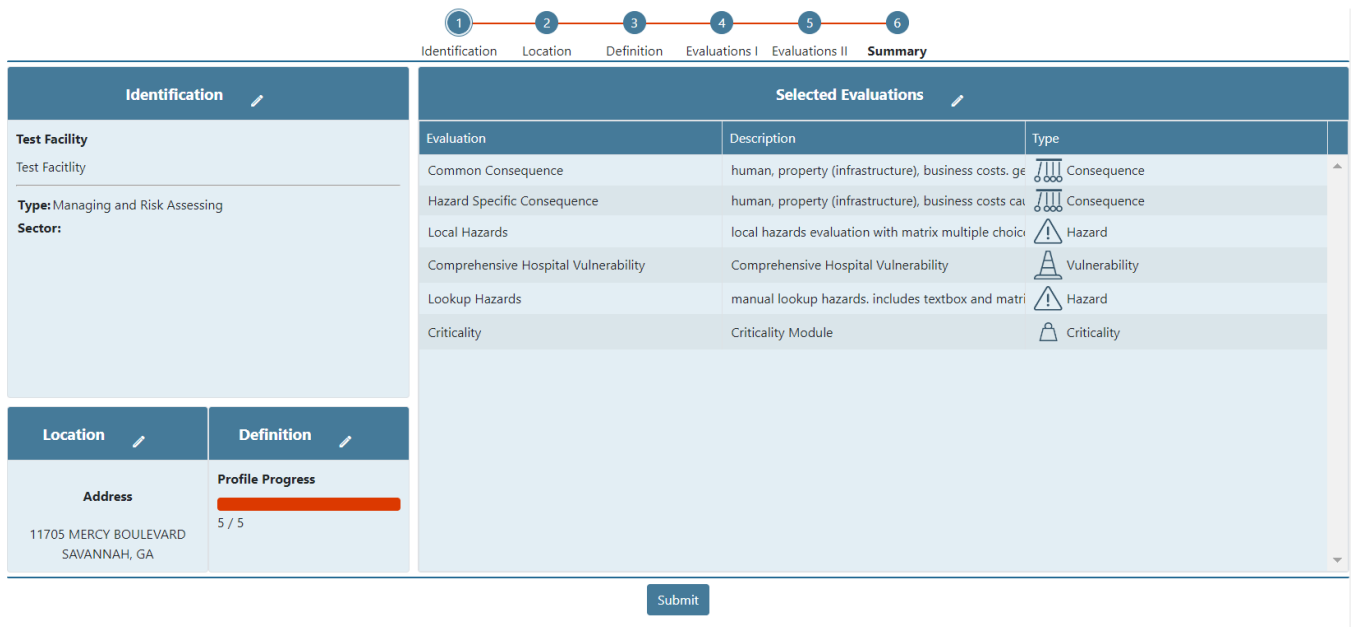 1 2 3 4 5 6
Identification Location Definition Evaluations I Evaluations II Summary
Identification
Test Facility
Test Facitlity
Type: Managing and Risk Assessing
Sector:
Location
Address
11705 MERCY BOULEVARD
SAVANNAH, GA
Definition
Profile Progress
5 / 5
Selected Evaluations
Evaluation Description Type
Common Consequence human, property (infrastructure), business costs. ge Consequence
Hazard Specific Consequence human, property (infrastructure), business costs cau Consequence
Local Hazards local hazards evaluation with matrix multiple choice Hazard
Comprehensive Hospital Vulnerability Comprehensive Hospital Vulnerability Vulnerability
Lookup Hazards manual lookup hazards. includes textbox and matri Hazard
Criticality Criticality Module Criticality
Submit